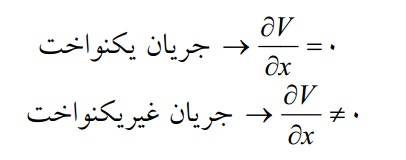 جریان یکنواخت → ∂V/∂x = ۰
جریان غیریکنواخت → ∂V/∂x ≠ ۰